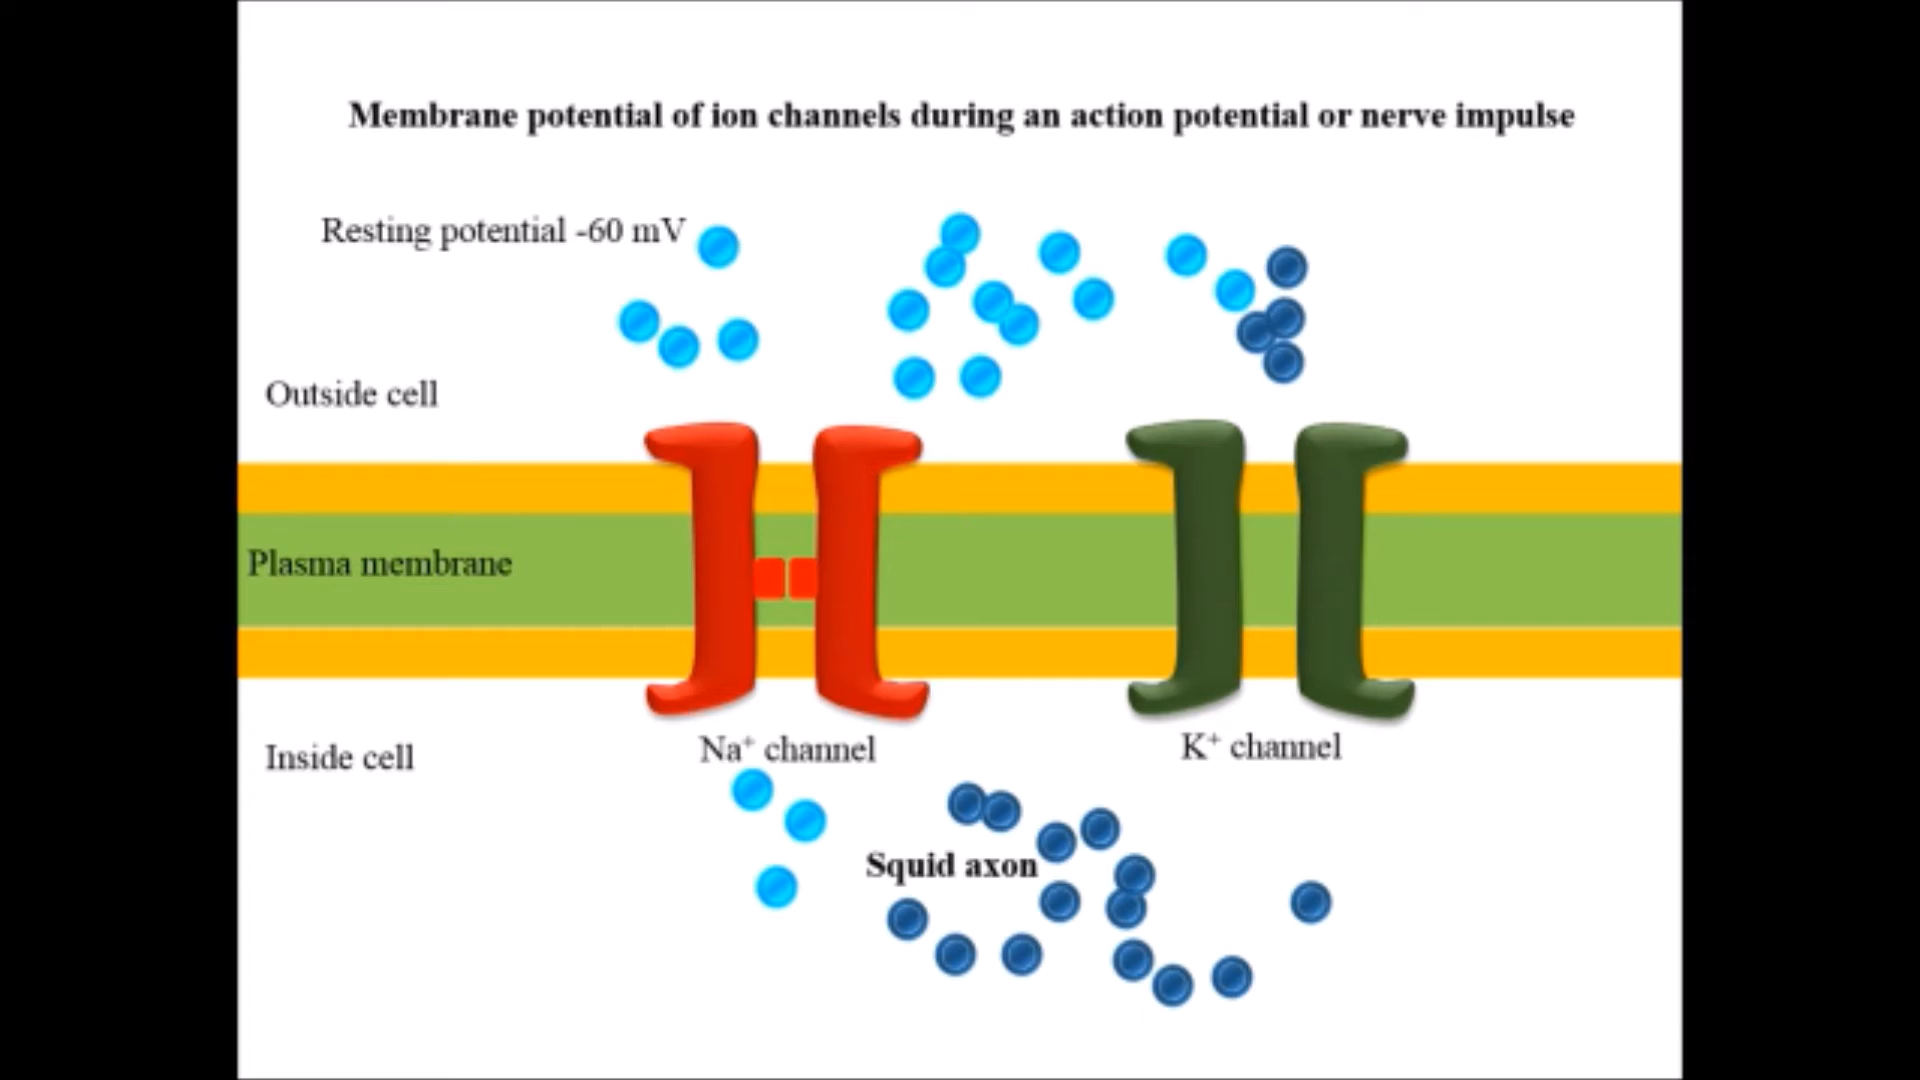 Membrane potential of ion channels during an action potential or nerve impulse
Resting potential -60 mV
Outside cell
Plasma membrane
Inside cell
Na⁺ channel
K⁺ channel
Squid axon